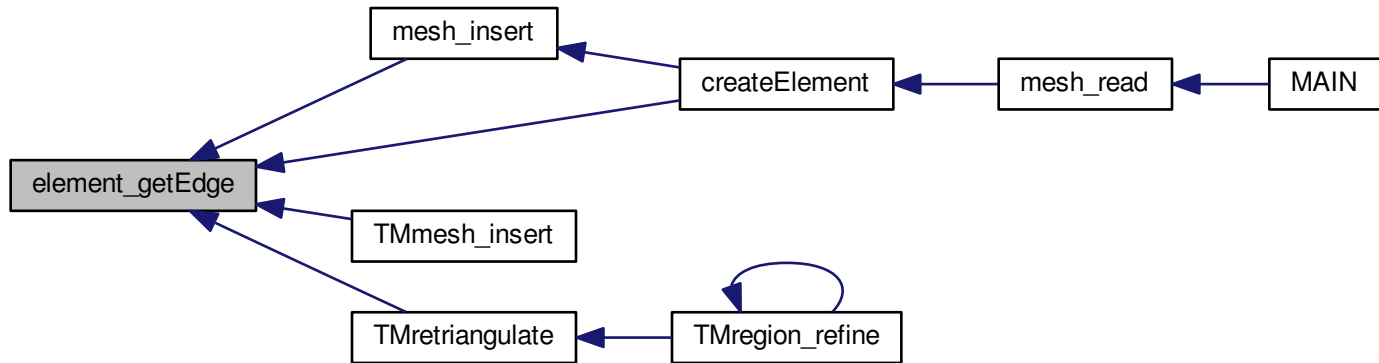 mesh_insert
createElement
mesh_read
MAIN
element_getEdge
TMmesh_insert
TMretriangulate
TMregion_refine